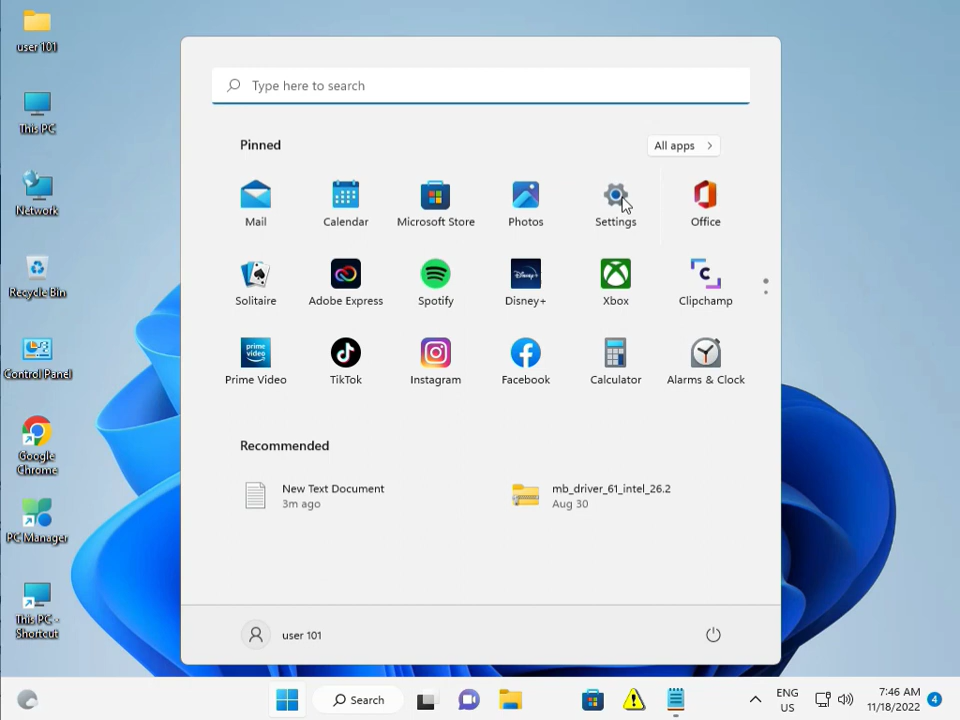 user 101
This PC
Network
Recycle Bin
Control Panel
Google
Chrome
PC Manager
This PC -
Shortcut
Type here to search
Pinned
All apps
Mail
Calendar
Microsoft Store
Photos
Settings
Office
Solitaire
Adobe Express
Disney+
Spotify
Disney+
Xbox
C
Clipchamp
prime
video
Prime Video
TikTok
Instagram
Facebook
Calculator
Alarms & Clock
Recommended
New Text Document
3m ago
mb_driver_61_intel_26.2
Aug 30
user 101
Search
ENG
US
7:46 AM
11/18/2022
4